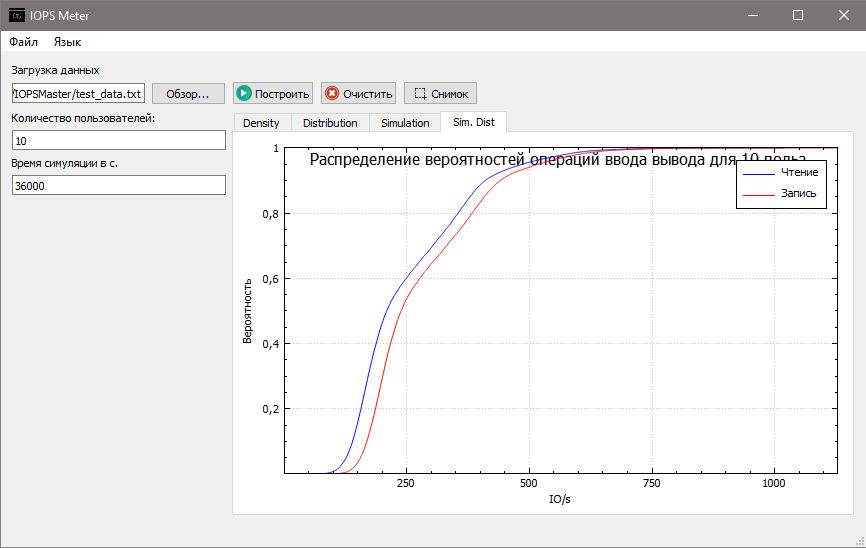 IOPS Meter
Файл Язык
Загрузка данных
/IOPSMaster/test_data.txt Обзор... Построить Очистить Снимок
Количество пользователей:
10
Время симуляции в с.
36000
Density Distribution Simulation Sim. Dist
Распределение вероятностей операций ввода вывода для 10
Чтение
Запись
1
0,8
0,6
0,4
0,2
Вероятность
250 500 750 1000
IO/s